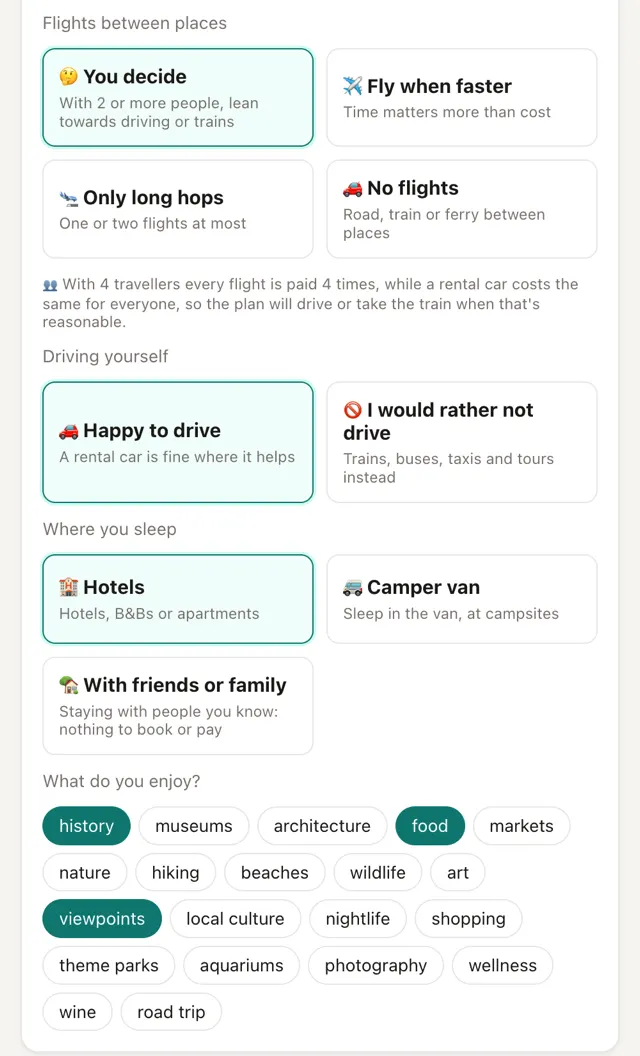 Flights between places
🤔 You decide
With 2 or more people, lean
towards driving or trains
✈️ Fly when faster
Time matters more than cost
🛬 Only long hops
One or two flights at most
🚗 No flights
Road, train or ferry between
places
👥 With 4 travellers every flight is paid 4 times, while a rental car costs the
same for everyone, so the plan will drive or take the train when that's
reasonable.
Driving yourself
🚗 Happy to drive
A rental car is fine where it helps
🚫 I would rather not
drive
Trains, buses, taxis and tours
instead
Where you sleep
🏨 Hotels
Hotels, B&Bs or apartments
🚐 Camper van
Sleep in the van, at campsites
🏡 With friends or family
Staying with people you know:
nothing to book or pay
What do you enjoy?
history museums architecture food markets
nature hiking beaches wildlife art
viewpoints local culture nightlife shopping
theme parks aquariums photography wellness
wine road trip